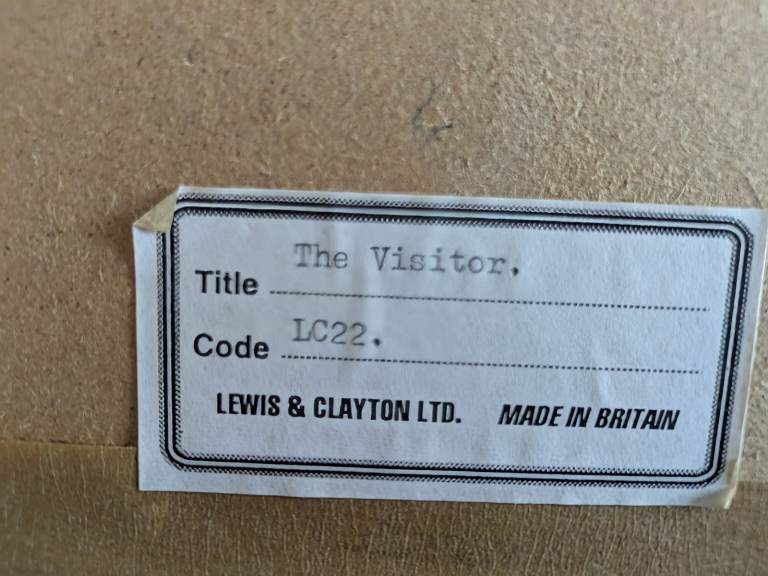 Title The Visitor.
Code LC22.
LEWIS & CLAYTON LTD. MADE IN BRITAIN